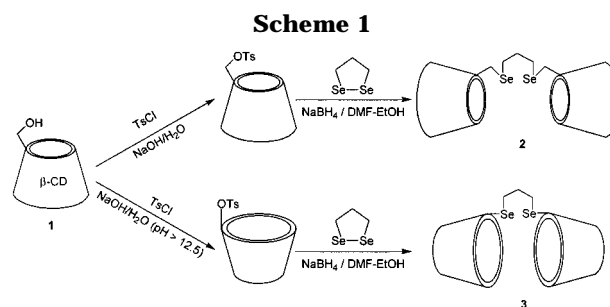 Scheme 1
OTs
Se—Se
NaBH4 / DMF-EtOH
Se Se
2
OH
TsCl
NaOH/H2O
β-CD
1
TsCl
NaOH/H2O (pH > 12.5)
OTs
Se—Se
NaBH4 / DMF-EtOH
Se Se
3